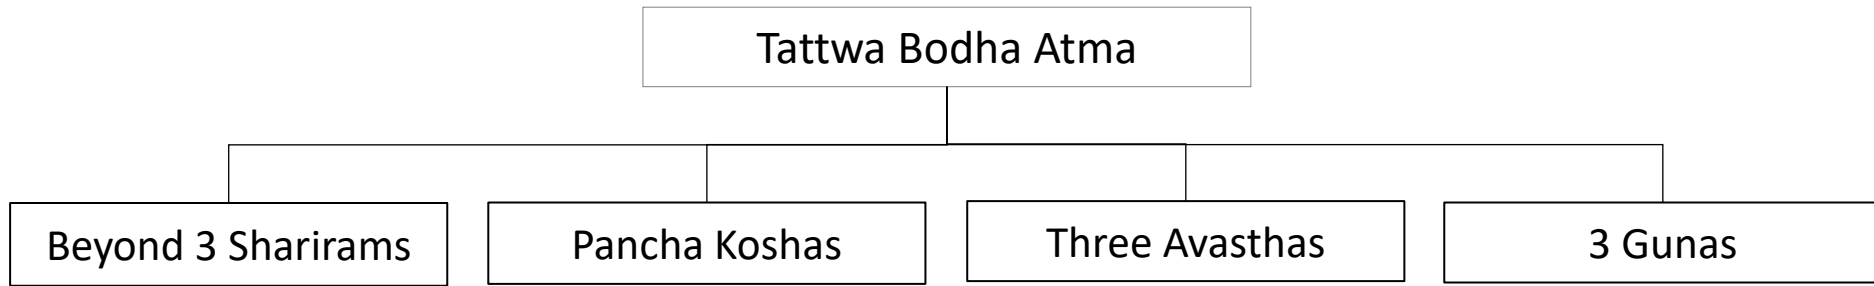 Tattwa Bodha Atma
Beyond 3 Sharirams
Pancha Koshas
Three Avasthas
3 Gunas